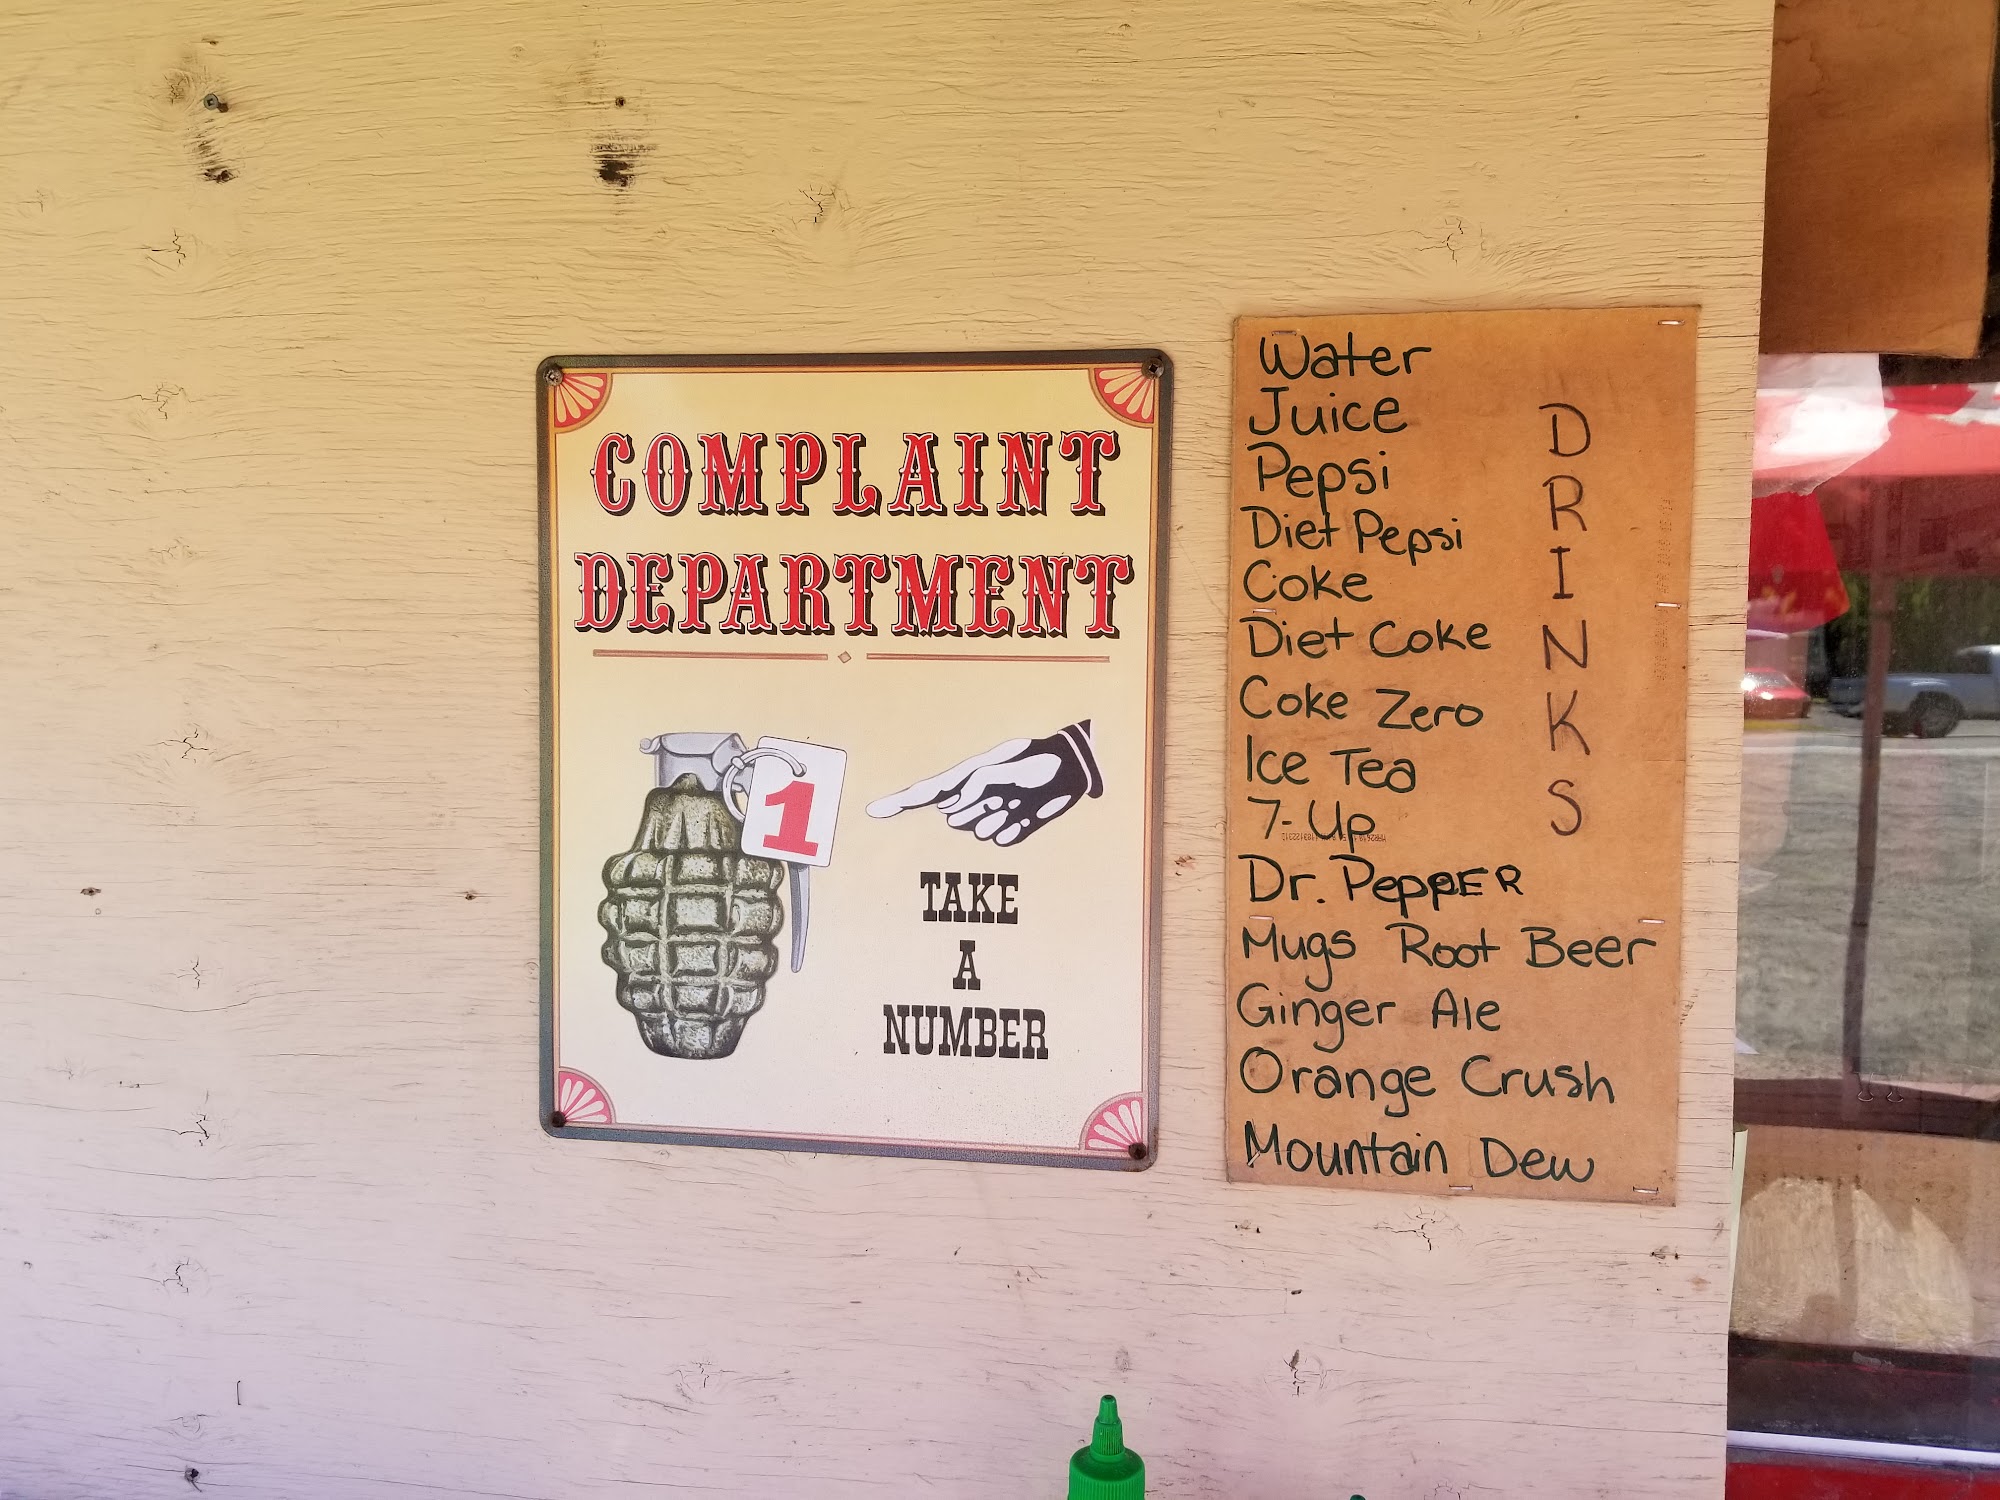 COMPLAINT
DEPARTMENT
1
TAKE
A
NUMBER
Water
Juice
Pepsi
Diet Pepsi
Coke
Diet Coke
Coke Zero
Ice Tea
7-Up
Dr. PepPER
Mugs Root Beer
Ginger Ale
Orange Crush
Mountain Dew
DRINKS